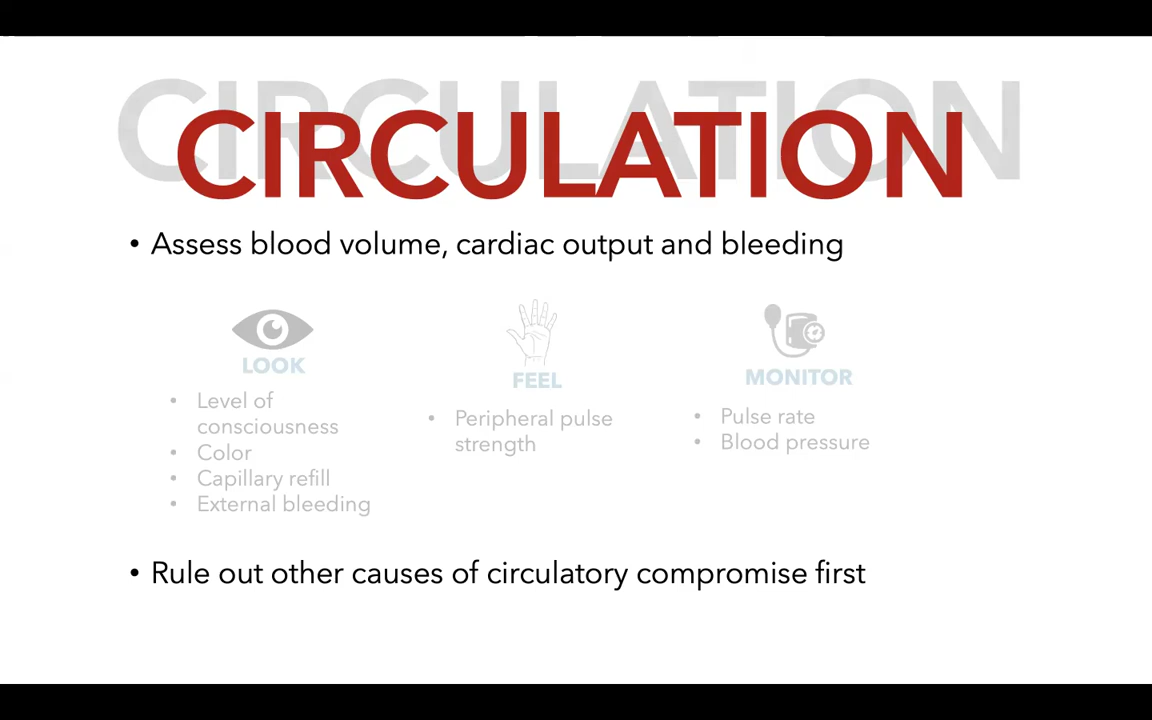 CIRCULATION
CIRCULATION
• Assess blood volume, cardiac output and bleeding
LOOK
• Level of
consciousness
• Color
• Capillary refill
• External bleeding
FEEL
• Peripheral pulse
strength
MONITOR
• Pulse rate
• Blood pressure
• Rule out other causes of circulatory compromise first